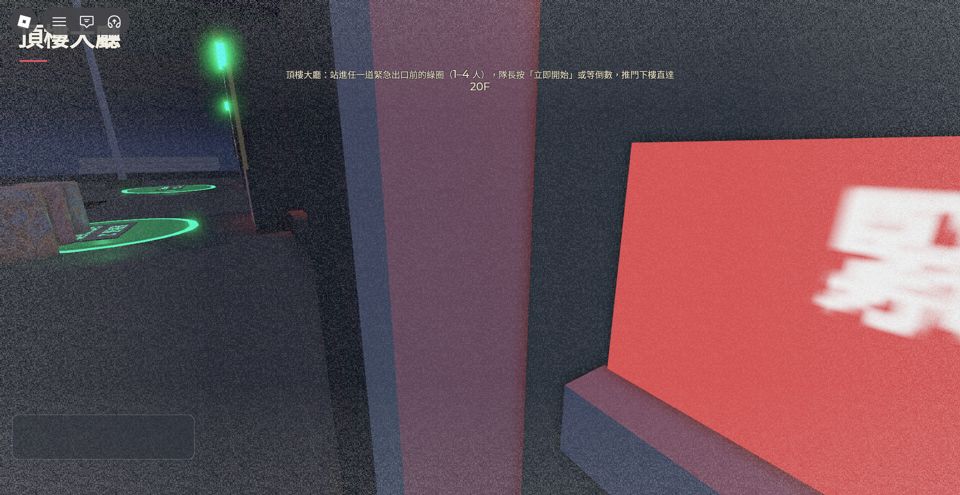 頂樓大廳
頂樓大廳：站進任一道緊急出口前的綠圈（1–4 人），隊長按「立即開始」或等倒數，推門下樓直達
20F
緊